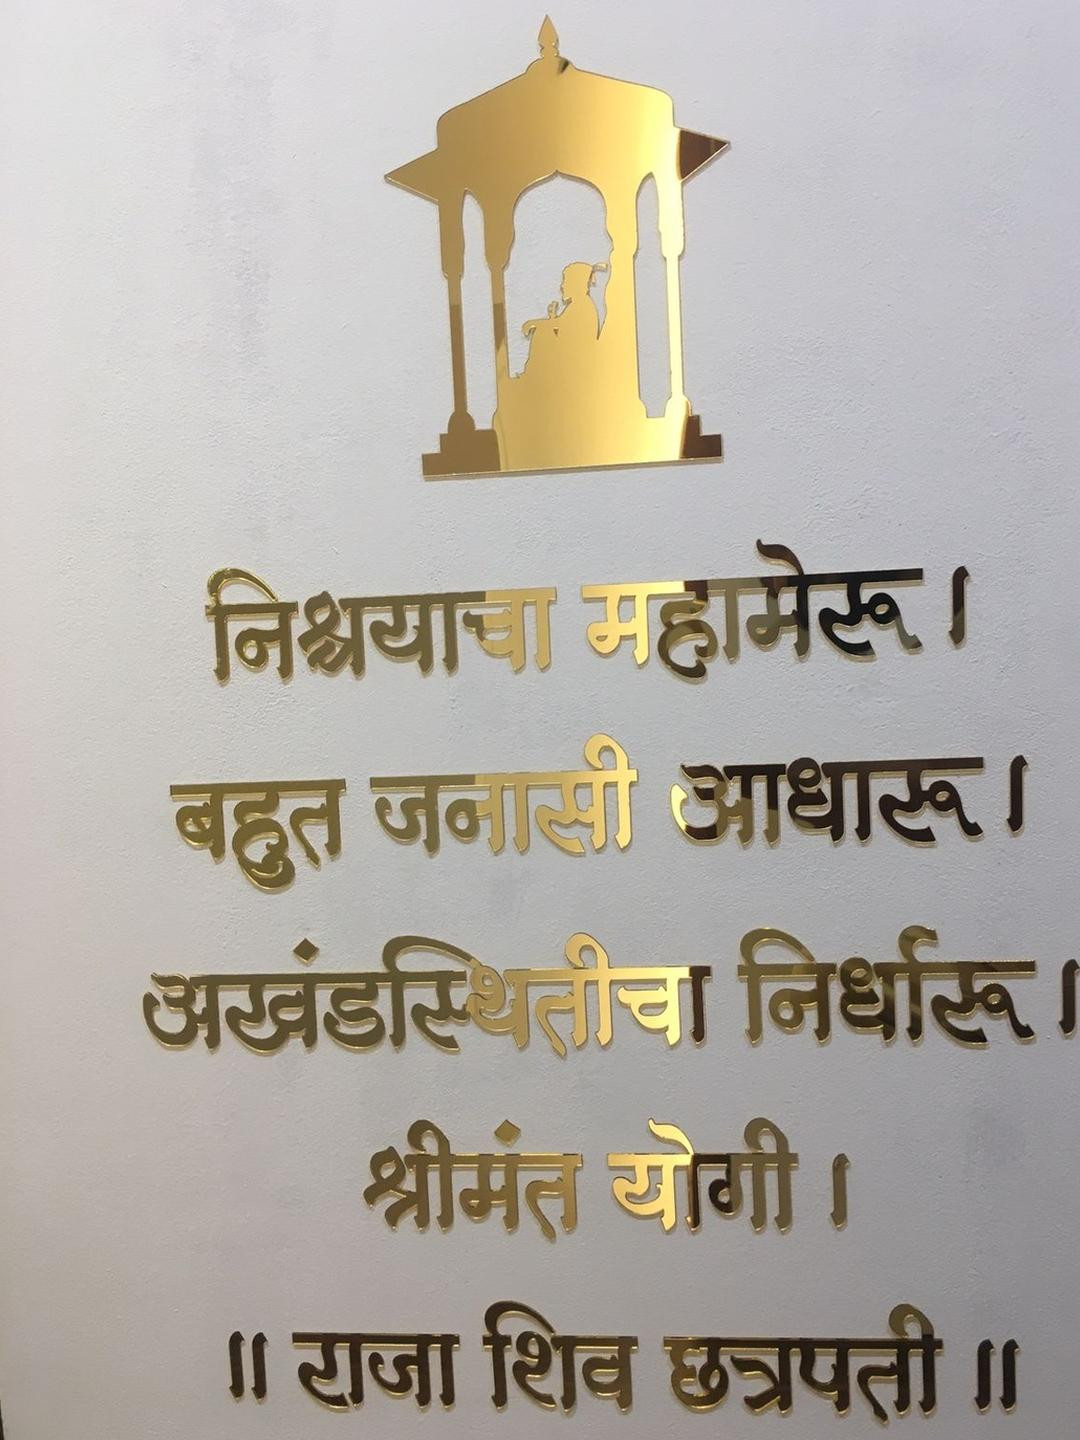 निश्चयाचा महामेरू ।
बहुत जनासी आधारू ।
अखंडस्थितीचा निर्धारू ।
श्रीमंत योगी ।
॥ राजा शिव छत्रपती ॥